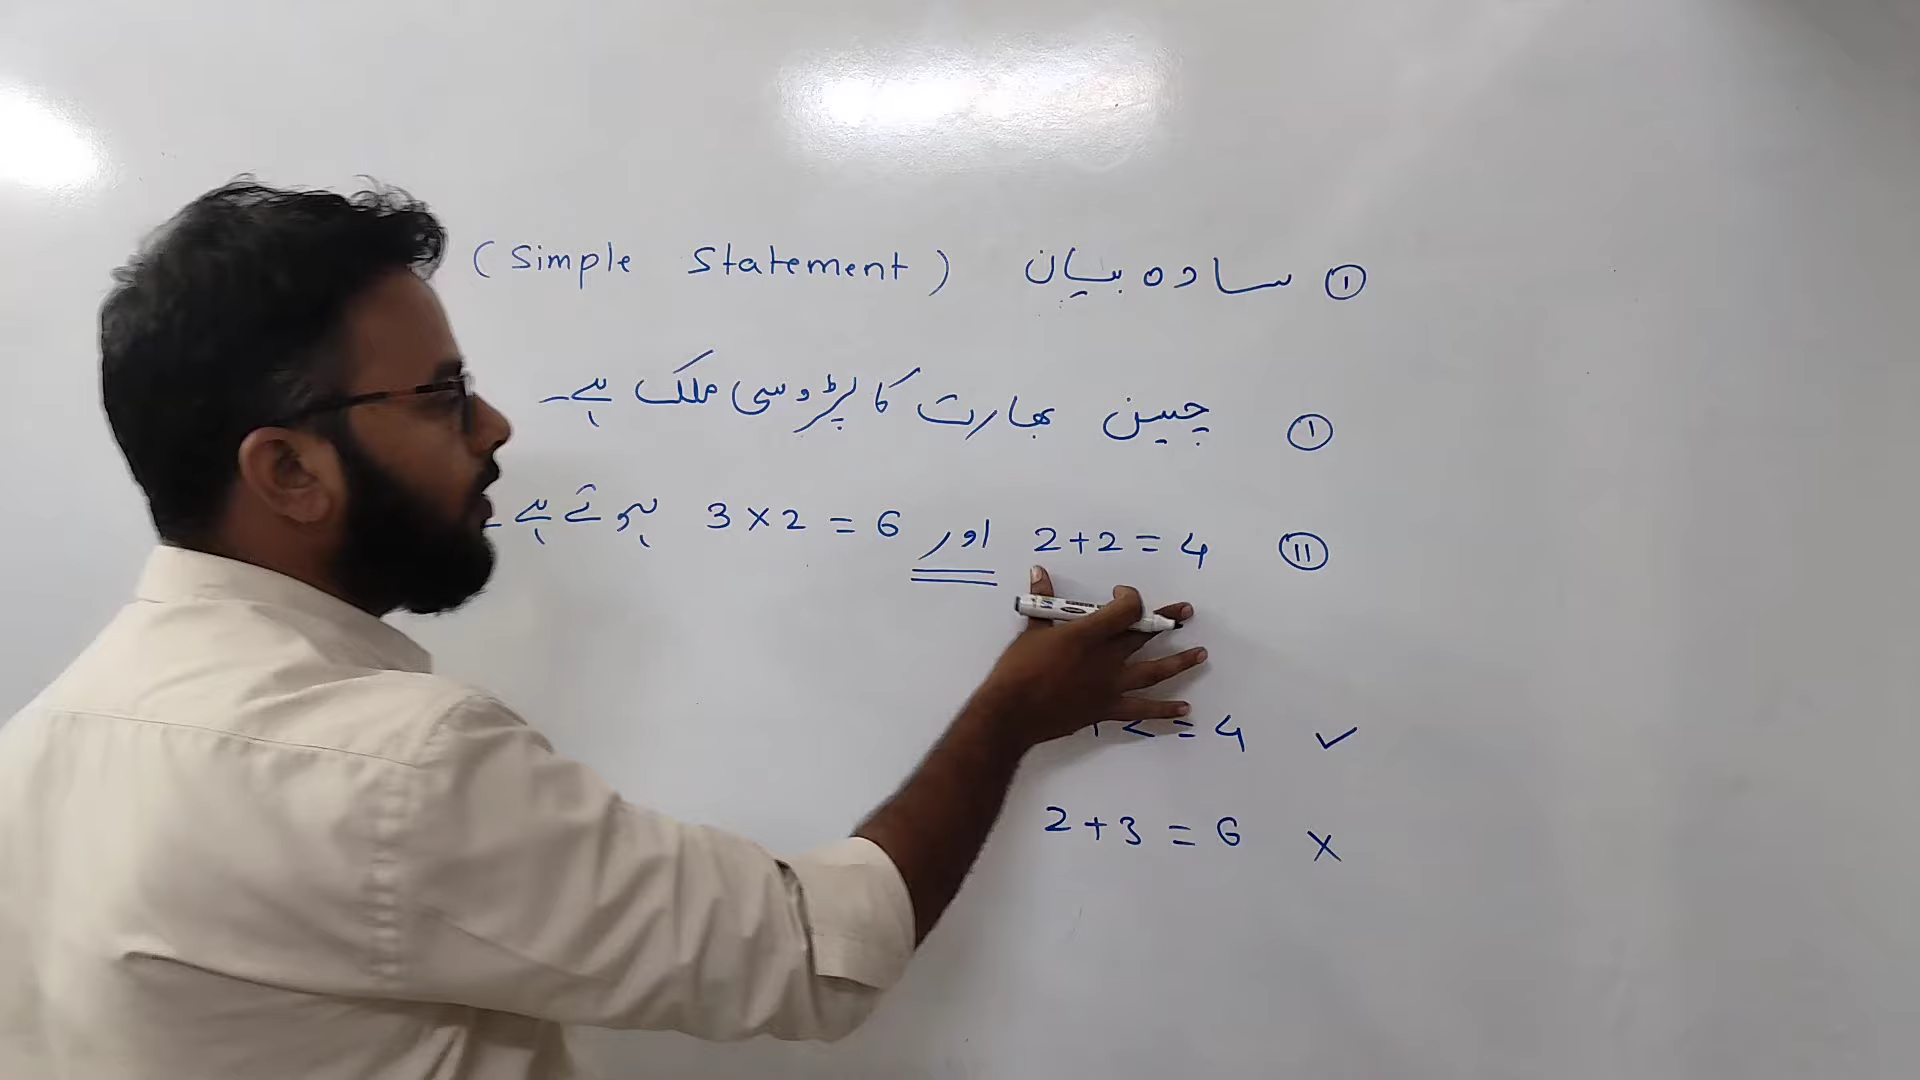 ① سادہ بیان (Simple Statement)
① چین بھارت کا پڑوسی ملک ہے۔
⑪ 2+2=4 اور 3×2=6 ہوتے ہے۔
=4 ✓
2+3=6 ×